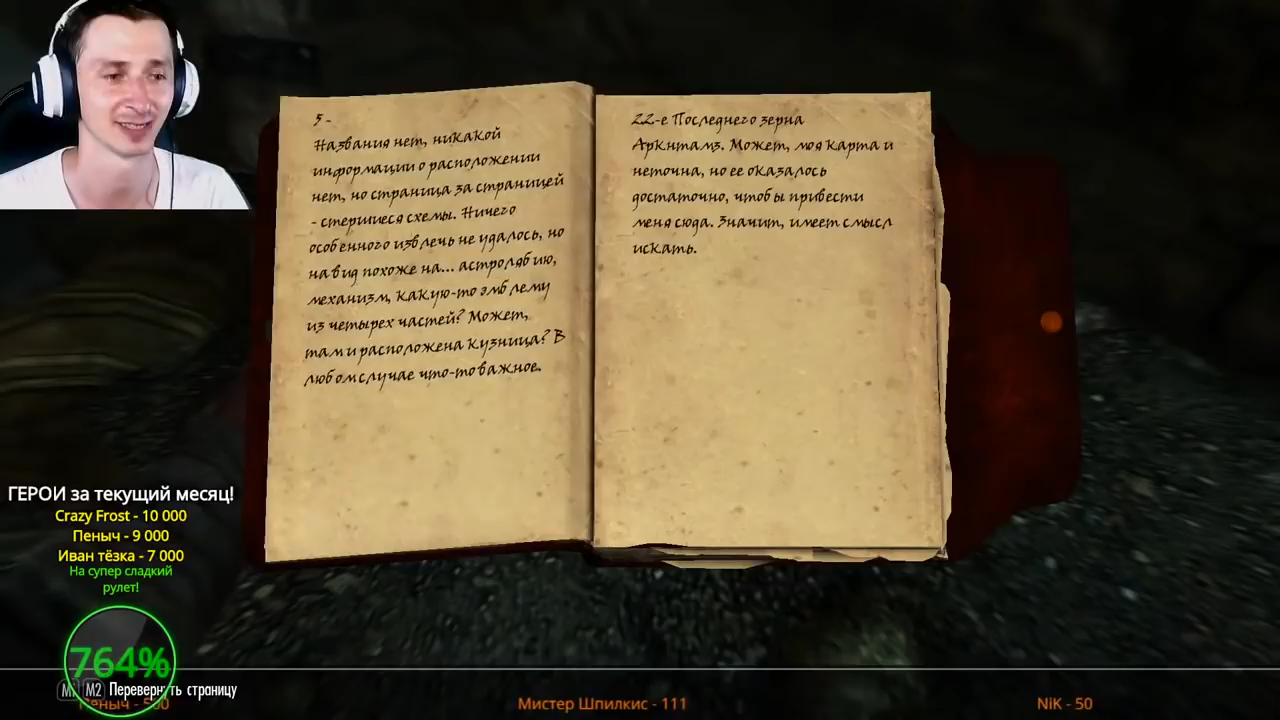 5 -
Названия нет, никакой
информации о расположении
нет, но страница за страницей
- стершиеся схемы. Ничего
особенного извлечь не удалось, но
на вид похоже на... астролябию,
механизм, какую-то эмблему
из четырех частей? Может,
там и расположена кузница? В
любом случае что-то важное.
22-е Последнего зерна
Аркнтамз. Может, моя карта и
неточна, но ее оказалось
достаточно, чтобы привести
меня сюда. Значит, имеет смысл
искать.
ГЕРОИ за текущий месяц!
Crazy Frost - 10 000
Пеныч - 9 000
Иван тёзка - 7 000
На супер сладкий
рулет!
764%
M1 M2 Перевернуть страницу
Пеныч - 500 Мистер Шпилкис - 111 NiK - 50